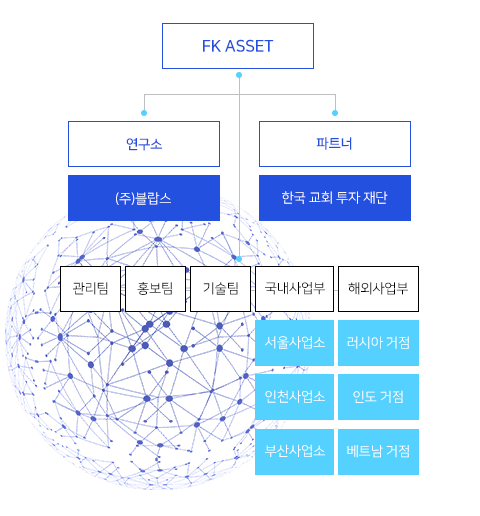 FK ASSET
연구소
파트너
(주)블랍스
한국 교회 투자 재단
관리팀
홍보팀
기술팀
국내사업부
해외사업부
서울사업소
러시아 거점
인천사업소
인도 거점
부산사업소
베트남 거점